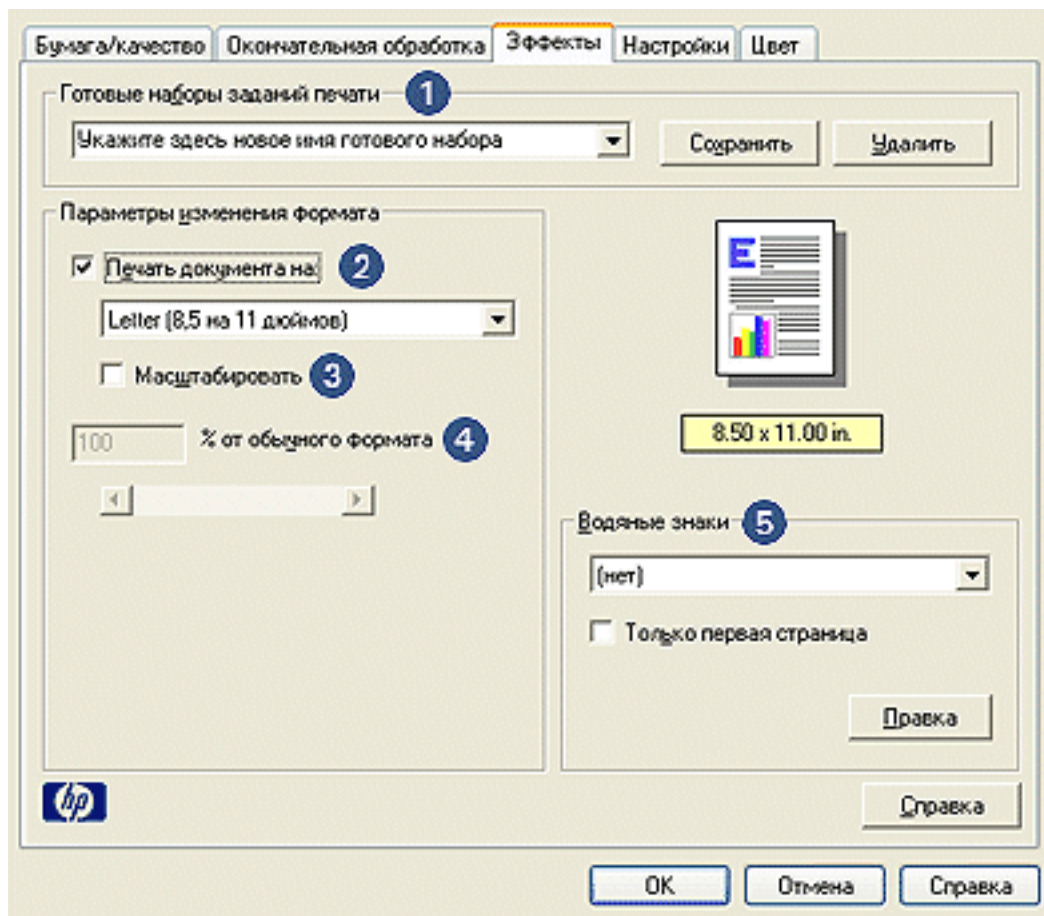 Бумага/качество Окончательная обработка Эффекты Настройки Цвет
Готовые наборы заданий печати 1
Укажите здесь новое имя готового набора Сохранить Удалить
Параметры изменения формата
Печать документа на: 2
Letter (8,5 на 11 дюймов)
Масштабировать 3
100 % от обычного формата 4
E
8.50 x 11.00 in.
Водяные знаки 5
(нет)
Только первая страница
Правка
hp
Справка
OK Отмена Справка